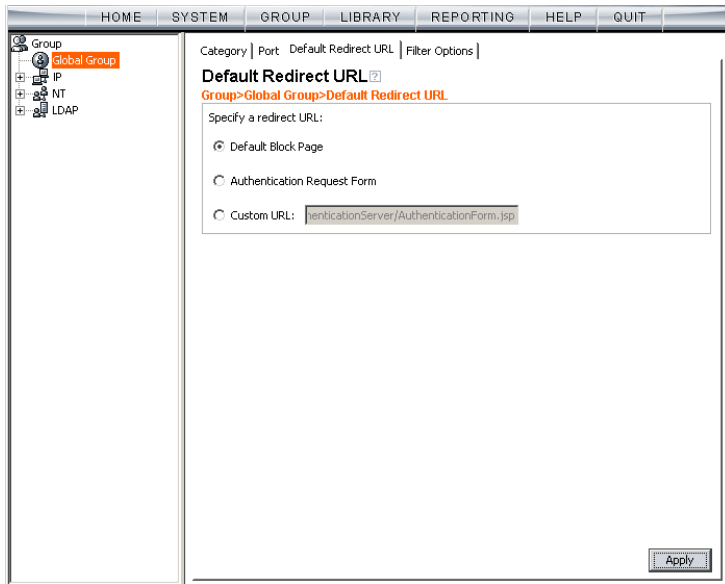 HOME SYSTEM GROUP LIBRARY REPORTING HELP QUIT
Group
Global Group
IP
NT
LDAP
Category Port Default Redirect URL Filter Options
Default Redirect URL ?
Group>Global Group>Default Redirect URL
Specify a redirect URL:
Default Block Page
Authentication Request Form
Custom URL: henticationServer/AuthenticationForm.jsp
Apply